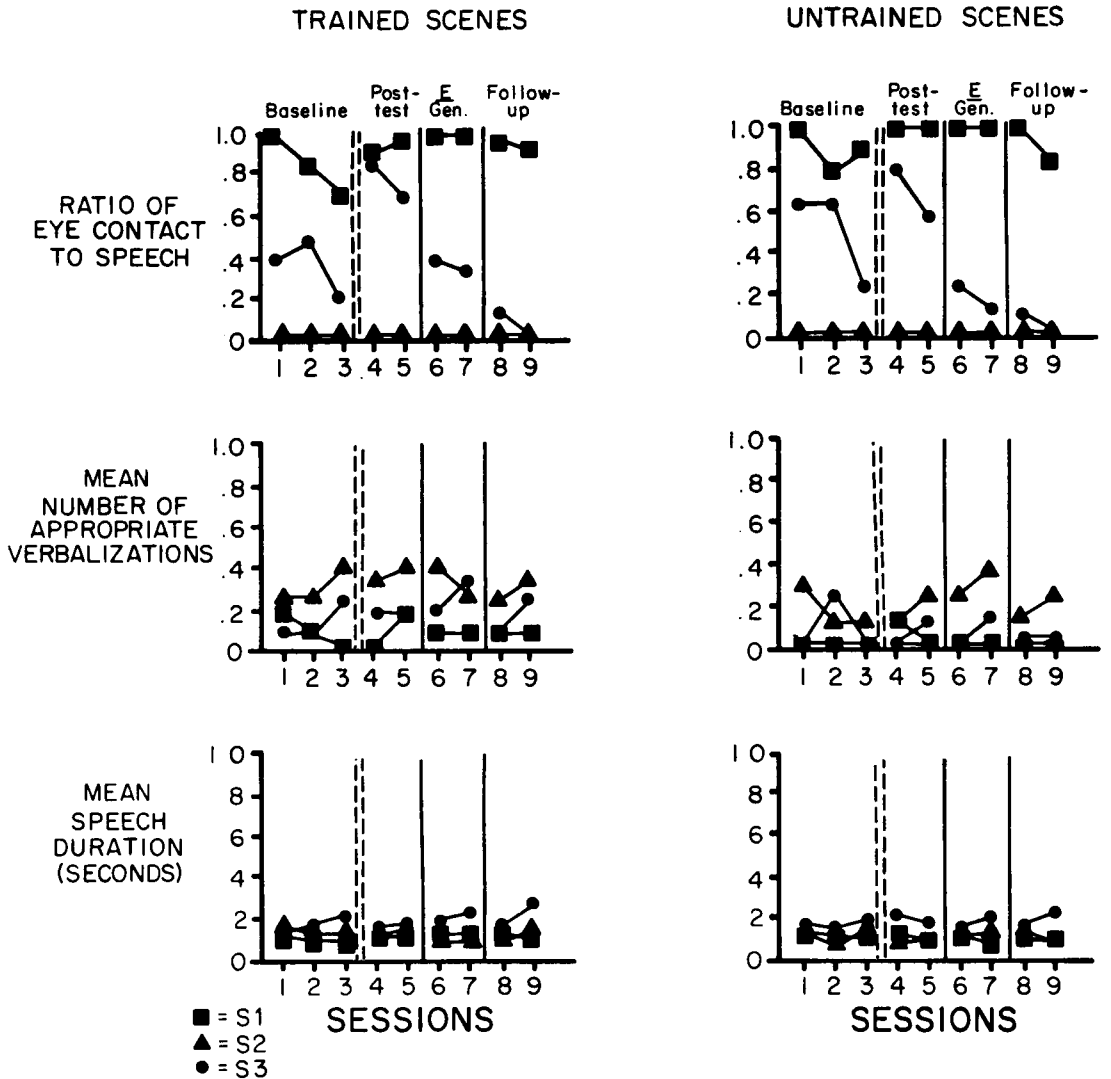 TRAINED SCENES
UNTRAINED SCENES
Baseline
Post-
test
E
Gen.
Follow-
up
Baseline
Post-
test
E
Gen.
Follow-
up
RATIO OF
EYE CONTACT
TO SPEECH
1.0
.8
.6
.4
.2
0
1 2 3 4 5 6 7 8 9
1.0
.8
.6
.4
.2
0
1 2 3 4 5 6 7 8 9
MEAN
NUMBER OF
APPROPRIATE
VERBALIZATIONS
1.0
.8
.6
.4
.2
0
1 2 3 4 5 6 7 8 9
1.0
.8
.6
.4
.2
0
1 2 3 4 5 6 7 8 9
MEAN
SPEECH
DURATION
(SECONDS)
10
8
6
4
2
0
1 2 3 4 5 6 7 8 9
10
8
6
4
2
0
1 2 3 4 5 6 7 8 9
SESSIONS
SESSIONS
= S1
= S2
= S3